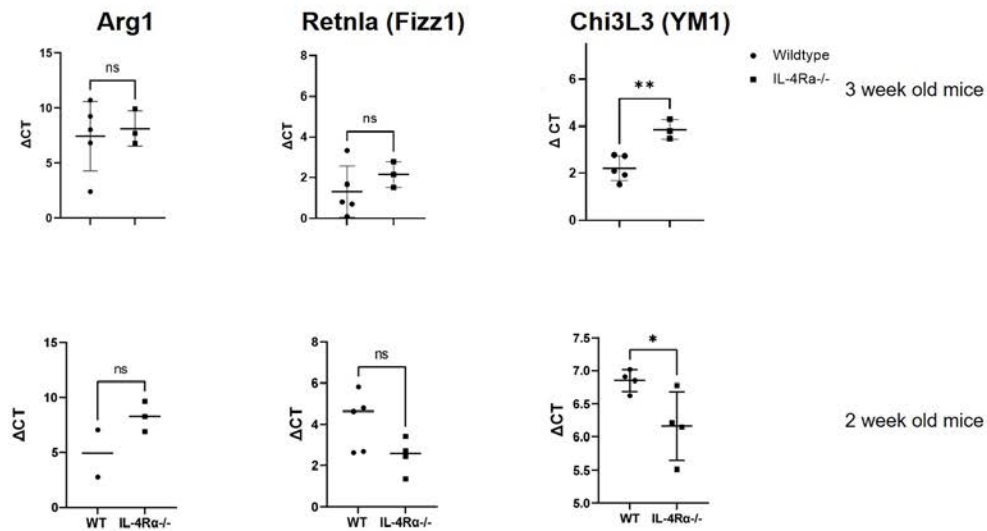 Arg1
Retnla (Fizz1)
Chi3L3 (YM1)
15
10
5
0
ΔCT
ns
8
6
4
2
0
ΔCT
ns
6
4
2
0
Δ CT
**
Wildtype
IL-4Ra-/-
3 week old mice
15
10
5
0
ΔCT
ns
WT IL-4Rα-/-
8
6
4
2
0
ΔCT
ns
WT IL-4Rα-/-
7.5
7.0
6.5
6.0
5.5
5.0
ΔCT
*
WT IL-4Rα-/-
2 week old mice